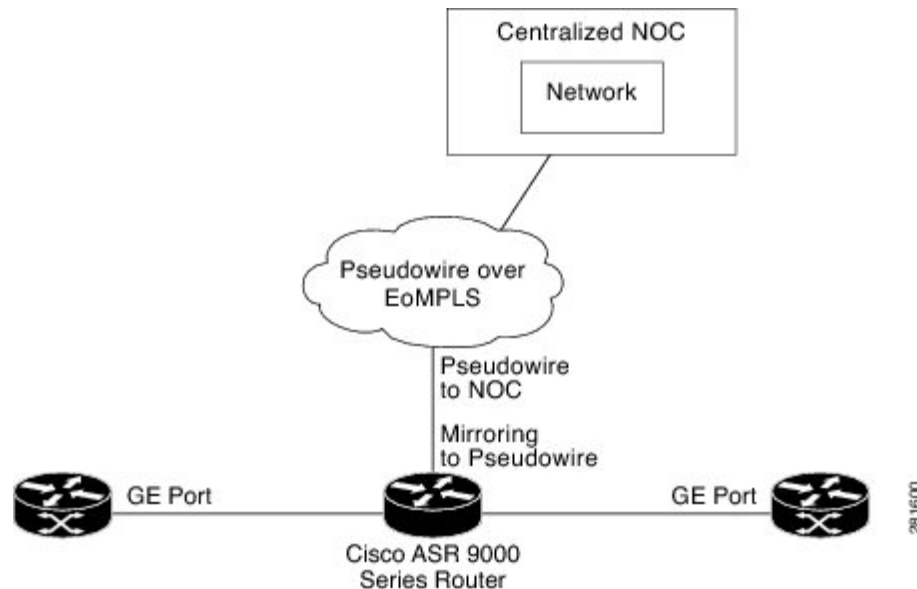 Centralized NOC
Network
Pseudowire over
EoMPLS
Pseudowire
to NOC
Mirroring
to Pseudowire
GE Port
GE Port
Cisco ASR 9000
Series Router
281600